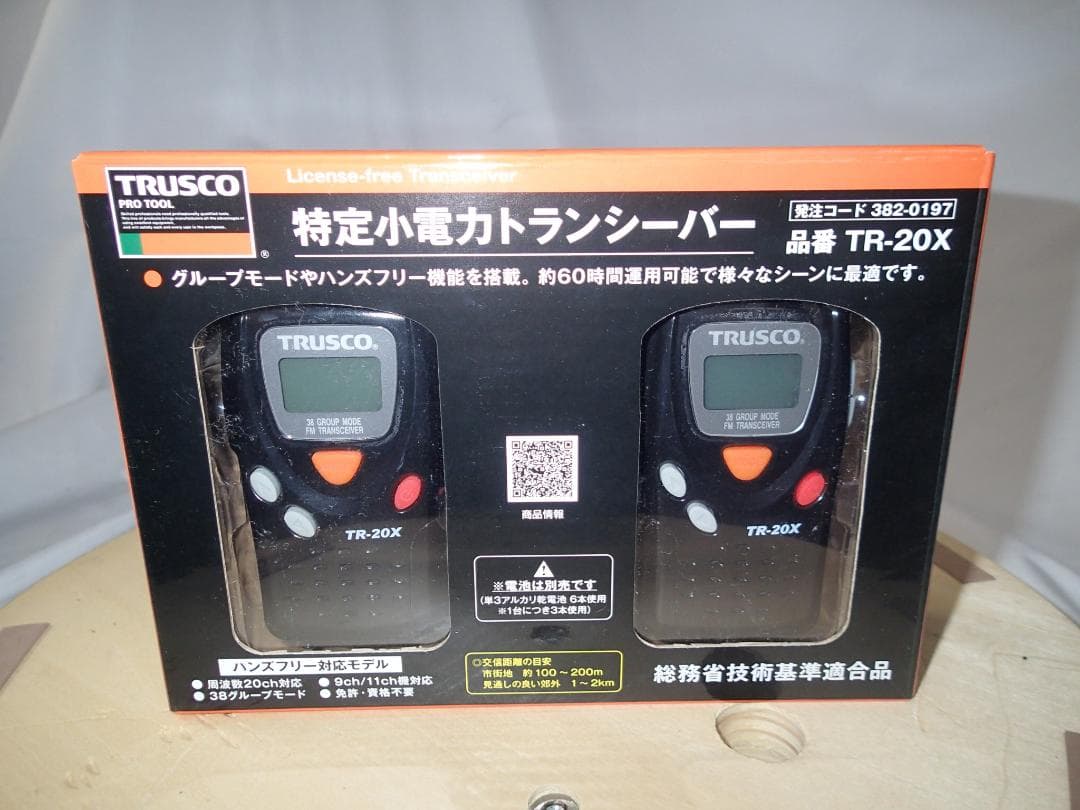 License-free Transceiver
TRUSCO
PRO TOOL
®
特定小電力トランシーバー
発注コード 382-0197
品番 TR-20X
● グループモードやハンズフリー機能を搭載。約60時間運用可能で様々なシーンに最適です。
TRUSCO®
38 GROUP MODE
FM TRANSCEIVER
TR-20X
商品情報
※電池は別売です
(単3アルカリ乾電池 6本使用
※1台につき3本使用)
TRUSCO®
38 GROUP MODE
FM TRANSCEIVER
TR-20X
ハンズフリー対応モデル
● 周波数20ch対応 ● 9ch/11ch機対応
● 38グループモード ● 免許・資格不要
◎交信距離の目安
市街地 約100～200m
見通しの良い郊外 1～2km
総務省技術基準適合品